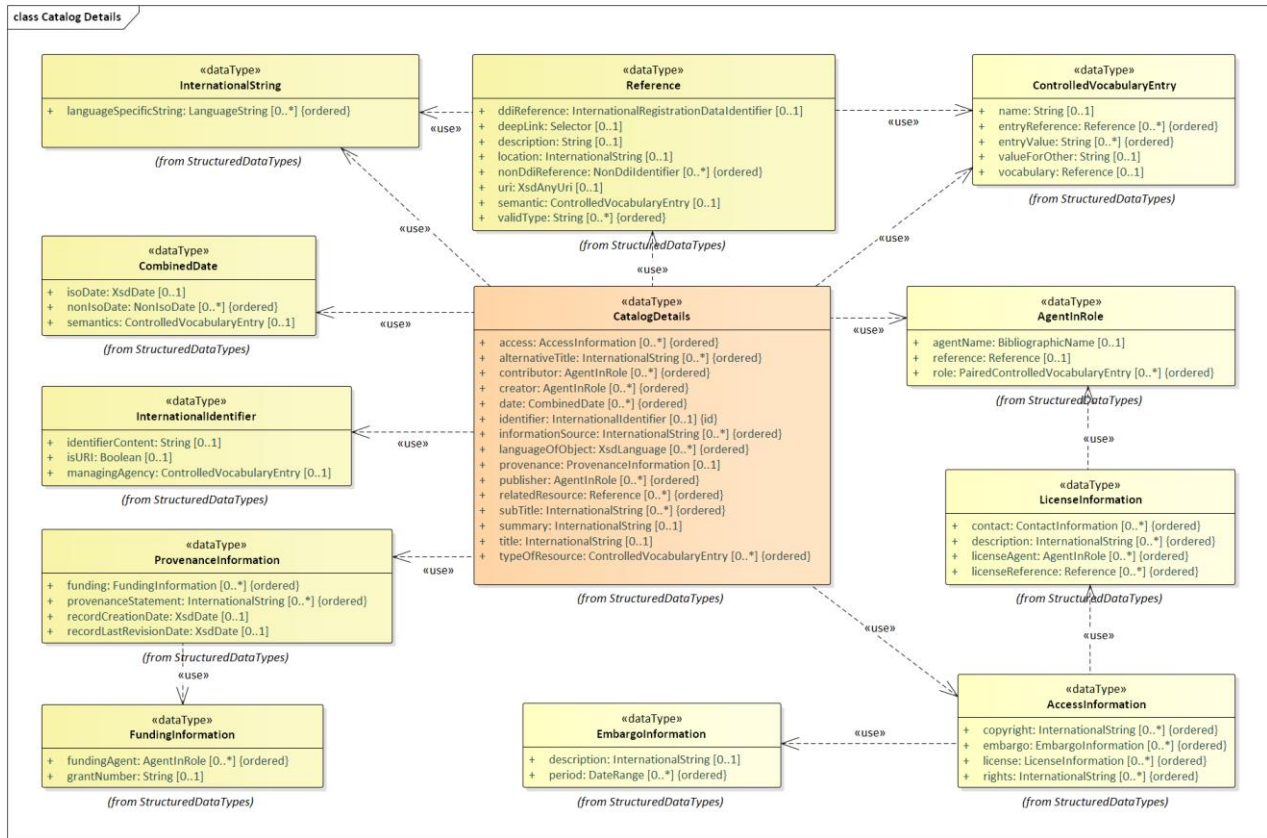 class Catalog Details
«dataType»
InternationalString
+ languageSpecificString: LanguageString [0..*] {ordered}
(from StructuredDataTypes)
«use»
«dataType»
Reference
+ ddiReference: InternationalRegistrationDataIdentifier [0..1]
+ deepLink: Selector [0..1]
+ description: String [0..1]
+ location: InternationalString [0..1]
+ nonDdiReference: NonDdiIdentifier [0..*] {ordered}
+ uri: XsdAnyUri [0..1]
+ semantic: ControlledVocabularyEntry [0..1]
+ validType: String [0..*] {ordered}
(from StructuredDataTypes)
«use»
«dataType»
ControlledVocabularyEntry
+ name: String [0..1]
+ entryReference: Reference [0..*] {ordered}
+ entryValue: String [0..*] {ordered}
+ valueForOther: String [0..1]
+ vocabulary: Reference [0..1]
(from StructuredDataTypes)
«use»
«use»
«use»
«dataType»
CombinedDate
+ isoDate: XsdDate [0..1]
+ nonIsoDate: NonIsoDate [0..*] {ordered}
+ semantics: ControlledVocabularyEntry [0..1]
(from StructuredDataTypes)
«use»
«dataType»
CatalogDetails
+ access: AccessInformation [0..*] {ordered}
+ alternativeTitle: InternationalString [0..*] {ordered}
+ contributor: AgentInRole [0..*] {ordered}
+ creator: AgentInRole [0..*] {ordered}
+ date: CombinedDate [0..*] {ordered}
+ identifier: InternationalIdentifier [0..1] {id}
+ informationSource: InternationalString [0..*] {ordered}
+ languageOfObject: XsdLanguage [0..*] {ordered}
+ provenance: ProvenanceInformation [0..1]
+ publisher: AgentInRole [0..*] {ordered}
+ relatedResource: Reference [0..*] {ordered}
+ subTitle: InternationalString [0..*] {ordered}
+ summary: InternationalString [0..1]
+ title: InternationalString [0..1]
+ typeOfResource: ControlledVocabularyEntry [0..*] {ordered}
(from StructuredDataTypes)
«use»
«dataType»
AgentInRole
+ agentName: BibliographicName [0..1]
+ reference: Reference [0..1]
+ role: PairedControlledVocabularyEntry [0..*] {ordered}
(from StructuredDataTypes)
«use»
«dataType»
InternationalIdentifier
+ identifierContent: String [0..1]
+ isURI: Boolean [0..1]
+ managingAgency: ControlledVocabularyEntry [0..1]
(from StructuredDataTypes)
«use»
«dataType»
LicenseInformation
+ contact: ContactInformation [0..*] {ordered}
+ description: InternationalString [0..*] {ordered}
+ licenseAgent: AgentInRole [0..*] {ordered}
+ licenseReference: Reference [0..*] {ordered}
(from StructuredDataTypes)
«use»
«dataType»
ProvenanceInformation
+ funding: FundingInformation [0..*] {ordered}
+ provenanceStatement: InternationalString [0..*] {ordered}
+ recordCreationDate: XsdDate [0..1]
+ recordLastRevisionDate: XsdDate [0..1]
(from StructuredDataTypes)
«use»
«use»
«use»
«dataType»
FundingInformation
+ fundingAgent: AgentInRole [0..*] {ordered}
+ grantNumber: String [0..1]
(from StructuredDataTypes)
«dataType»
EmbargoInformation
+ description: InternationalString [0..1]
+ period: DateRange [0..*] {ordered}
(from StructuredDataTypes)
«use»
«dataType»
AccessInformation
+ copyright: InternationalString [0..*] {ordered}
+ embargo: EmbargoInformation [0..*] {ordered}
+ license: LicenseInformation [0..*] {ordered}
+ rights: InternationalString [0..*] {ordered}
(from StructuredDataTypes)